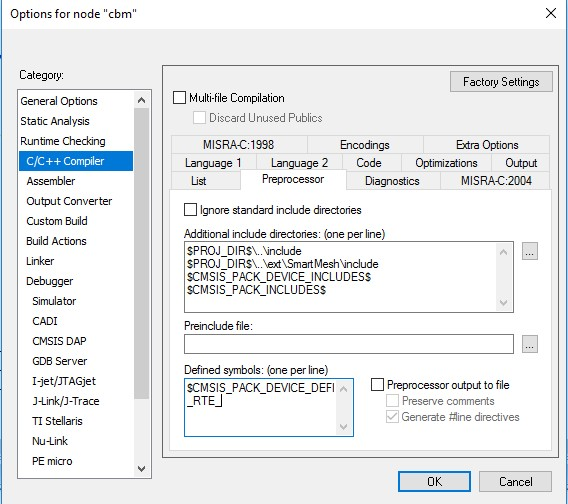 Options for node "cbm"
Category:
Factory Settings
General Options
Static Analysis
Runtime Checking
C/C++ Compiler
Assembler
Output Converter
Custom Build
Build Actions
Linker
Debugger
Simulator
CADI
CMSIS DAP
GDB Server
I-jet/JTAGjet
J-Link/J-Trace
TI Stellaris
Nu-Link
PE micro
Multi-file Compilation
Discard Unused Publics
MISRA-C:1998 Encodings Extra Options
Language 1 Language 2 Code Optimizations Output
List Preprocessor Diagnostics MISRA-C:2004
Ignore standard include directories
Additional include directories: (one per line)
$PROJ_DIR$\..\include
$PROJ_DIR$\..\ext\SmartMesh\include
$CMSIS_PACK_DEVICE_INCLUDES$
$CMSIS_PACK_INCLUDES$
...
Preinclude file:
...
Defined symbols: (one per line)
$CMSIS_PACK_DEVICE_DEFI
_RTE_
Preprocessor output to file
Preserve comments
Generate #line directives
OK Cancel